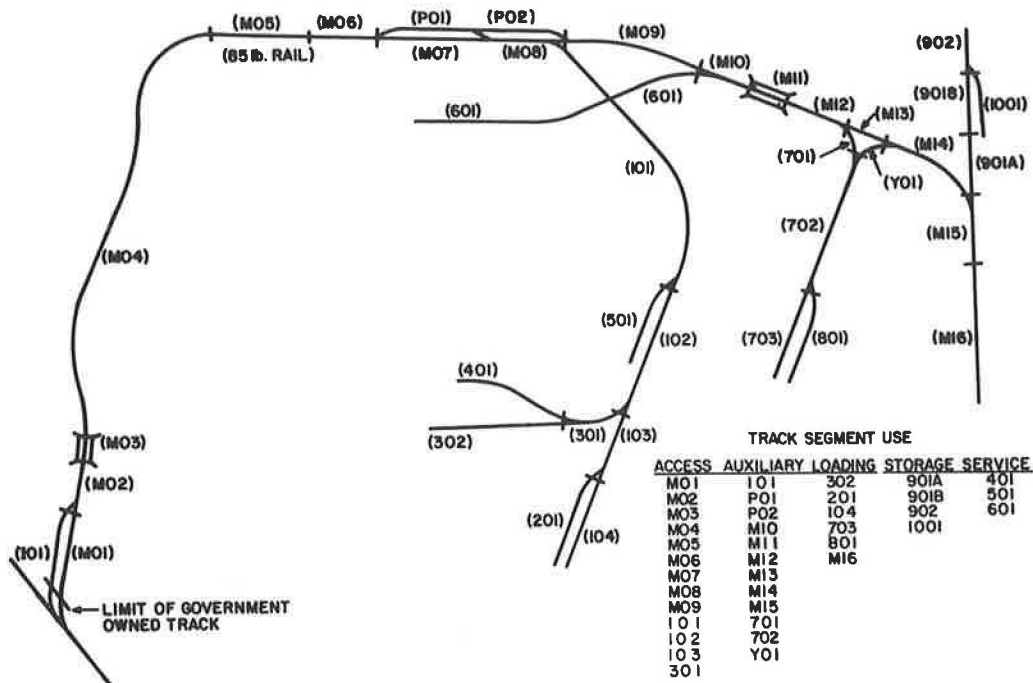 (M05)
(M06)
(P01)
(P02)
(85 lb. RAIL)
(M07)
(M08)
(M09)
(M10)
(M11)
(601)
(601)
(M12)
(M13)
(M14)
(701)
(Y01)
(902)
(901B)
(1001)
(901A)
(101)
(702)
(M15)
(M04)
(501)
(102)
(703)
(801)
(M16)
(401)
(302)
(301)
(103)
(M03)
(M02)
(201)
(104)
(101)
(M01)
LIMIT OF GOVERNMENT
OWNED TRACK
TRACK SEGMENT USE
ACCESS AUXILIARY LOADING STORAGE SERVICE
M01 101 302 901A 401
M02 P01 201 901B 501
M03 P02 104 902 601
M04 M10 703 1001
M05 M11 801
M06 M12 M16
M07 M13
M08 M14
M09 M15
101 701
102 702
103 Y01
301